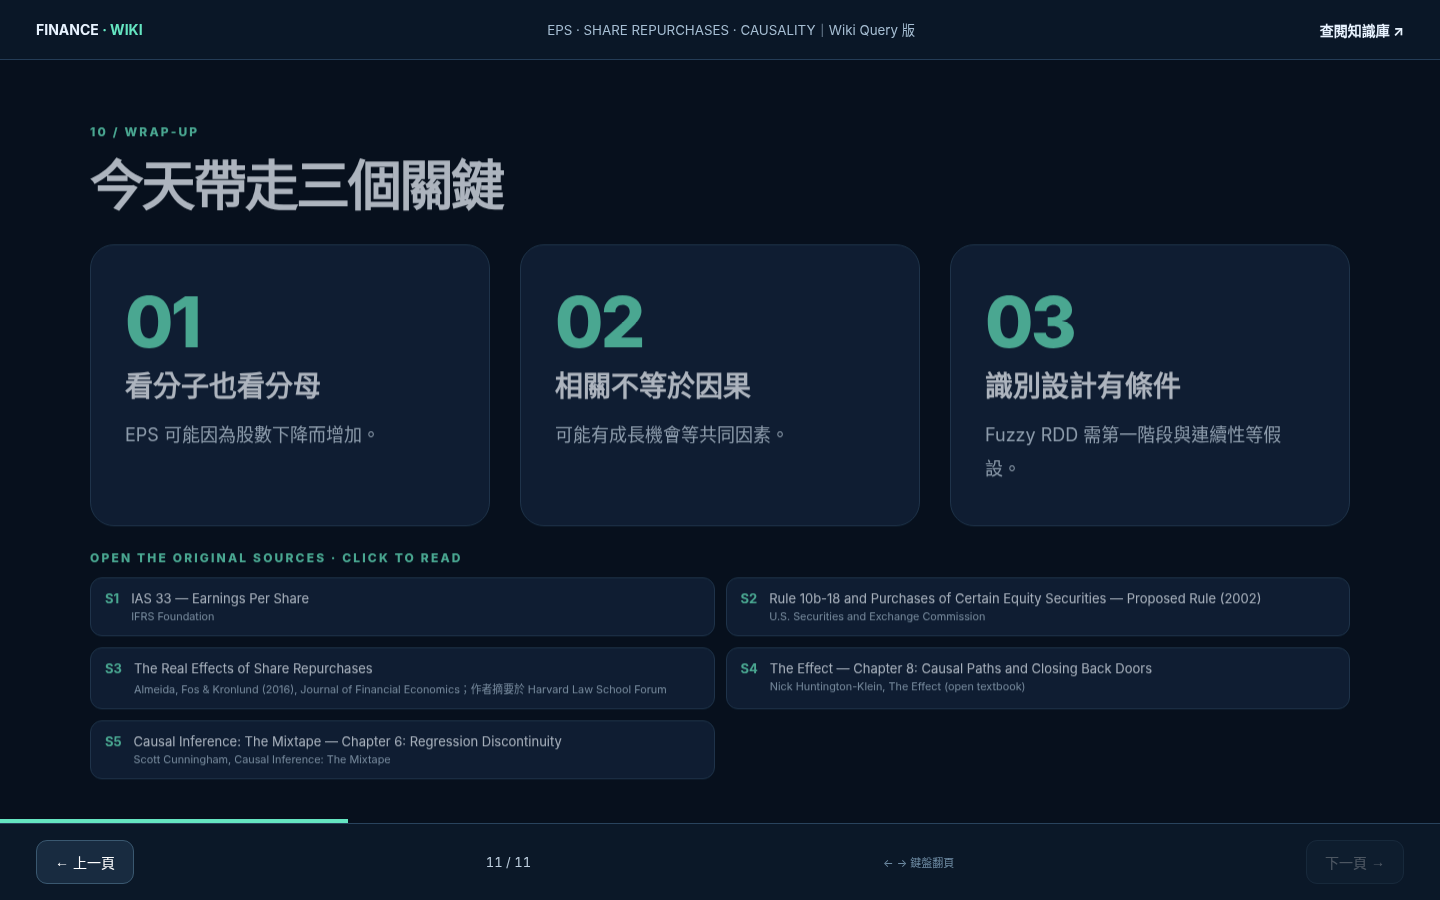 FINANCE · WIKI
EPS · SHARE REPURCHASES · CAUSALITY｜Wiki Query 版
查閱知識庫 ↗
10 / WRAP-UP
今天帶走三個關鍵
01
看分子也看分母
EPS 可能因為股數下降而增加。
02
相關不等於因果
可能有成長機會等共同因素。
03
識別設計有條件
Fuzzy RDD 需第一階段與連續性等假
設。
OPEN THE ORIGINAL SOURCES · CLICK TO READ
S1 IAS 33 — Earnings Per Share
IFRS Foundation
S2 Rule 10b-18 and Purchases of Certain Equity Securities — Proposed Rule (2002)
U.S. Securities and Exchange Commission
S3 The Real Effects of Share Repurchases
Almeida, Fos & Kronlund (2016), Journal of Financial Economics；作者摘要於 Harvard Law School Forum
S4 The Effect — Chapter 8: Causal Paths and Closing Back Doors
Nick Huntington-Klein, The Effect (open textbook)
S5 Causal Inference: The Mixtape — Chapter 6: Regression Discontinuity
Scott Cunningham, Causal Inference: The Mixtape
← 上一頁
11 / 11
← → 鍵盤翻頁
下一頁 →